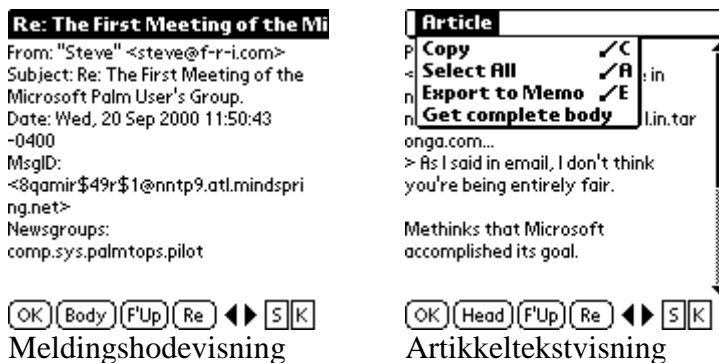 Re: The First Meeting of the Mi
From: "Steve" <steve@f-r-i.com>
Subject: Re: The First Meeting of the
Microsoft Palm User's Group.
Date: Wed, 20 Sep 2000 11:50:43
-0400
MsgID:
<8qamir$49r$1@nntp9.atl.mindspri
ng.net>
Newsgroups:
comp.sys.palmtops.pilot
OK Body F'Up Re S K
Meldingshodevisning
Article
Copy /C
Select All /A
Export to Memo /E
Get complete body
P
<
in
n
n
l.in.tar
onga.com...
> As I said in email, I don't think
you're being entirely fair.
Methinks that Microsoft
accomplished its goal.
OK Head F'Up Re S K
Artikkeltekstvisning